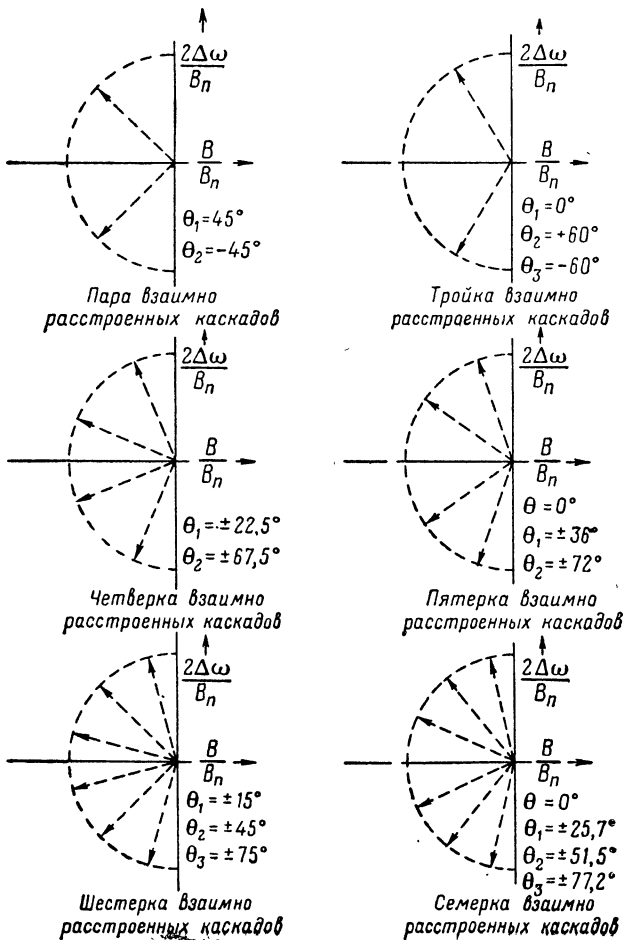 2Δω
Bп
B
Bп
θ₁=45°
θ₂=-45°
Пара взаимно
расстроенных каскадов
2Δω
Bп
B
Bп
θ₁=0°
θ₂=+60°
θ₃=-60°
Тройка взаимно
расстроенных каскадов
2Δω
Bп
B
Bп
θ₁=±22,5°
θ₂=±67,5°
Четверка взаимно
расстроенных каскадов
2Δω
Bп
B
Bп
θ=0°
θ₁=±36°
θ₂=±72°
Пятерка взаимно
расстроенных каскадов
2Δω
Bп
B
Bп
θ₁=±15°
θ₂=±45°
θ₃=±75°
Шестерка взаимно
расстроенных каскадов
2Δω
Bп
B
Bп
θ=0°
θ₁=±25,7°
θ₂=±51,5°
θ₃=±77,2°
Семерка взаимно
расстроенных каскадов